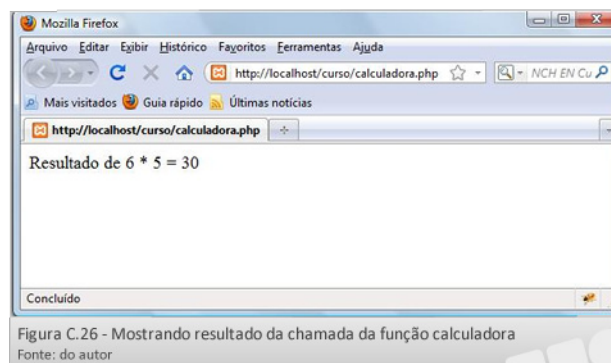 Mozilla Firefox
Arquivo Editar Exibir Histórico Favoritos Ferramentas Ajuda
http://localhost/curso/calculadora.php NCH EN Cu
Mais visitados Guia rápido Últimas notícias
http://localhost/curso/calculadora.php
Resultado de 6 * 5 = 30
Concluído
Figura C.26 - Mostrando resultado da chamada da função calculadora
Fonte: do autor